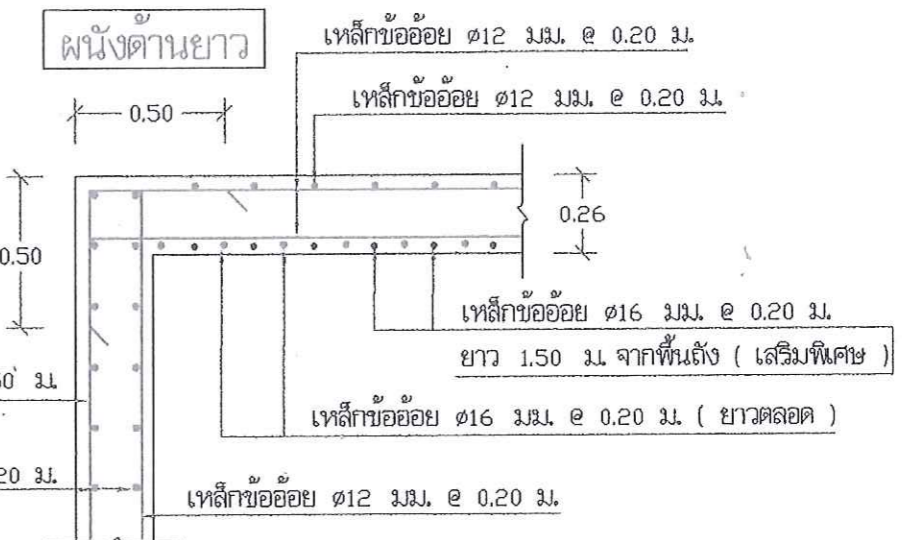 ผนังด้านยาว
เหล็กข้ออ้อย ø12 มม. @ 0.20 ม.
เหล็กข้ออ้อย ø12 มม. @ 0.20 ม.
0.50
0.26
0.50
เหล็กข้ออ้อย ø16 มม. @ 0.20 ม.
ยาว 1.50 ม. จากพื้นถัง ( เสริมพิเศษ )
ม.
เหล็กข้ออ้อย ø16 มม. @ 0.20 ม. ( ยาวตลอด )
20 ม.
เหล็กข้ออ้อย ø12 มม. @ 0.20 ม.